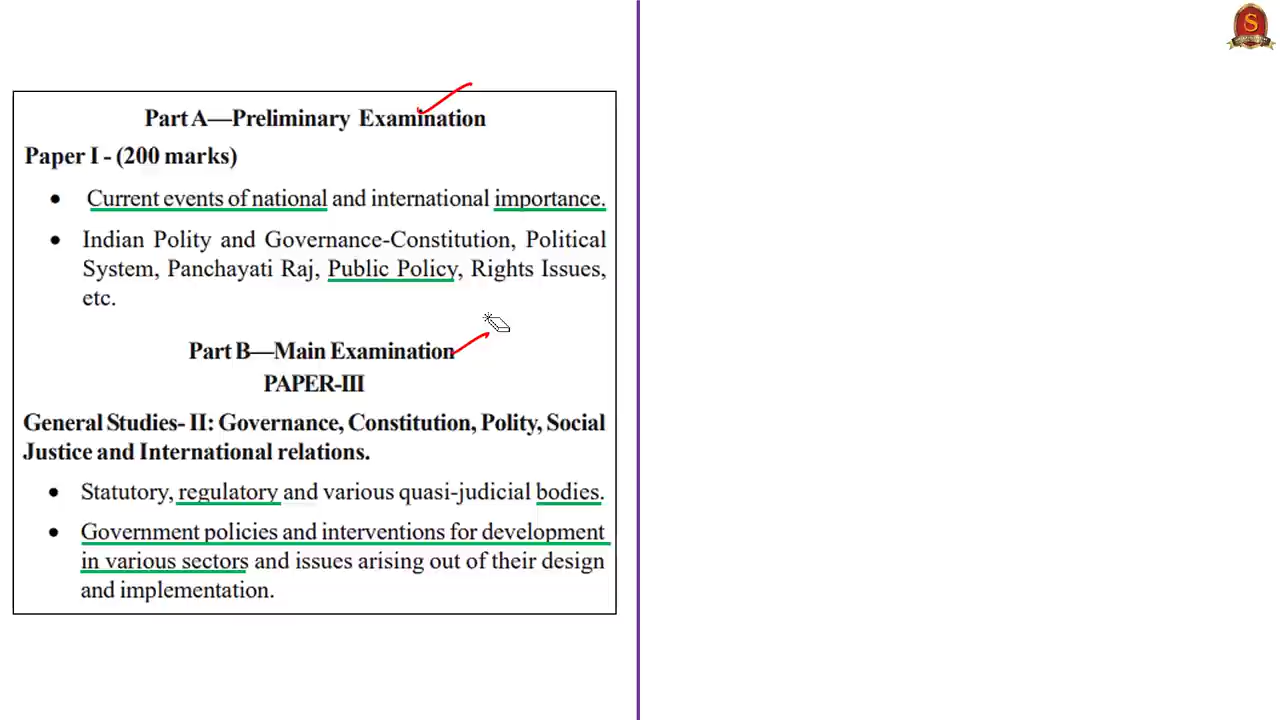 Part A—Preliminary Examination
Paper I - (200 marks)
• Current events of national and international importance.
• Indian Polity and Governance-Constitution, Political
System, Panchayati Raj, Public Policy, Rights Issues,
etc.
Part B—Main Examination
PAPER-III
General Studies- II: Governance, Constitution, Polity, Social
Justice and International relations.
• Statutory, regulatory and various quasi-judicial bodies.
• Government policies and interventions for development
in various sectors and issues arising out of their design
and implementation.
S